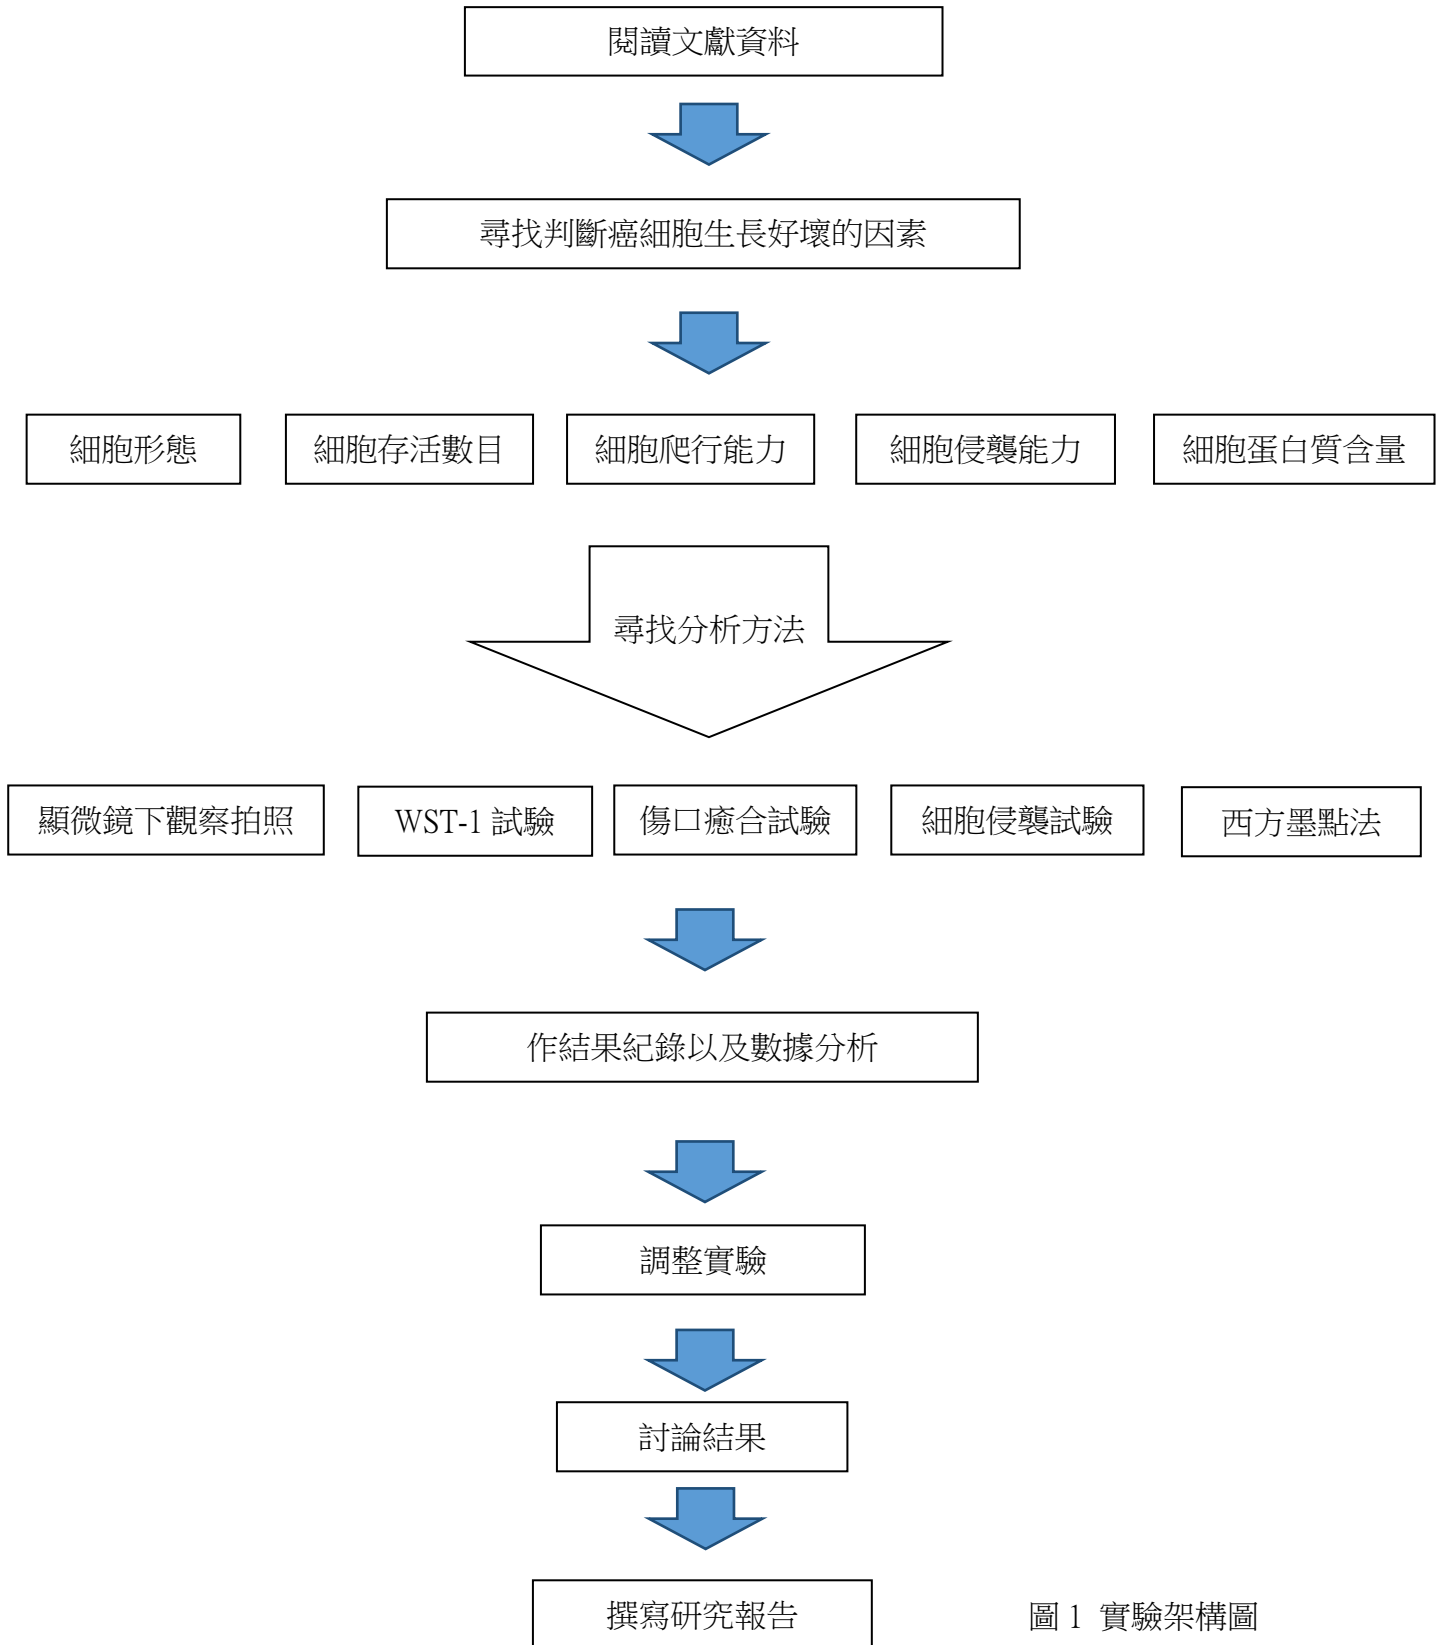 閱讀文獻資料
尋找判斷癌細胞生長好壞的因素
細胞形態
細胞存活數目
細胞爬行能力
細胞侵襲能力
細胞蛋白質含量
尋找分析方法
顯微鏡下觀察拍照
WST-1 試驗
傷口癒合試驗
細胞侵襲試驗
西方墨點法
作結果紀錄以及數據分析
調整實驗
討論結果
撰寫研究報告
圖 1 實驗架構圖